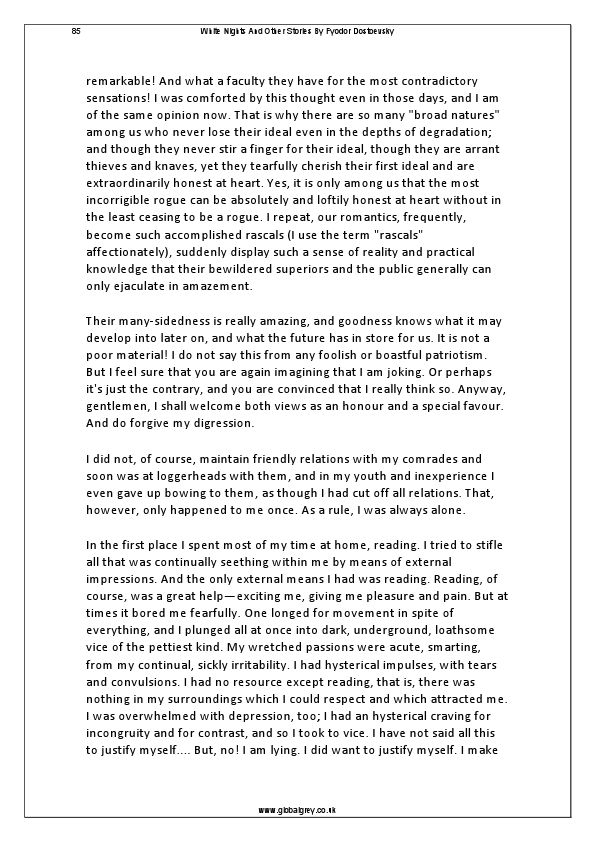 85 White Nights And Other Stories By Fyodor Dostoevsky
remarkable! And what a faculty they have for the most contradictory
sensations! I was comforted by this thought even in those days, and I am
of the same opinion now. That is why there are so many "broad natures"
among us who never lose their ideal even in the depths of degradation;
and though they never stir a finger for their ideal, though they are arrant
thieves and knaves, yet they tearfully cherish their first ideal and are
extraordinarily honest at heart. Yes, it is only among us that the most
incorrigible rogue can be absolutely and loftily honest at heart without in
the least ceasing to be a rogue. I repeat, our romantics, frequently,
become such accomplished rascals (I use the term "rascals"
affectionately), suddenly display such a sense of reality and practical
knowledge that their bewildered superiors and the public generally can
only ejaculate in amazement.
Their many-sidedness is really amazing, and goodness knows what it may
develop into later on, and what the future has in store for us. It is not a
poor material! I do not say this from any foolish or boastful patriotism.
But I feel sure that you are again imagining that I am joking. Or perhaps
it's just the contrary, and you are convinced that I really think so. Anyway,
gentlemen, I shall welcome both views as an honour and a special favour.
And do forgive my digression.
I did not, of course, maintain friendly relations with my comrades and
soon was at loggerheads with them, and in my youth and inexperience I
even gave up bowing to them, as though I had cut off all relations. That,
however, only happened to me once. As a rule, I was always alone.
In the first place I spent most of my time at home, reading. I tried to stifle
all that was continually seething within me by means of external
impressions. And the only external means I had was reading. Reading, of
course, was a great help—exciting me, giving me pleasure and pain. But at
times it bored me fearfully. One longed for movement in spite of
everything, and I plunged all at once into dark, underground, loathsome
vice of the pettiest kind. My wretched passions were acute, smarting,
from my continual, sickly irritability. I had hysterical impulses, with tears
and convulsions. I had no resource except reading, that is, there was
nothing in my surroundings which I could respect and which attracted me.
I was overwhelmed with depression, too; I had an hysterical craving for
incongruity and for contrast, and so I took to vice. I have not said all this
to justify myself.... But, no! I am lying. I did want to justify myself. I make
www.globalgrey.co.uk